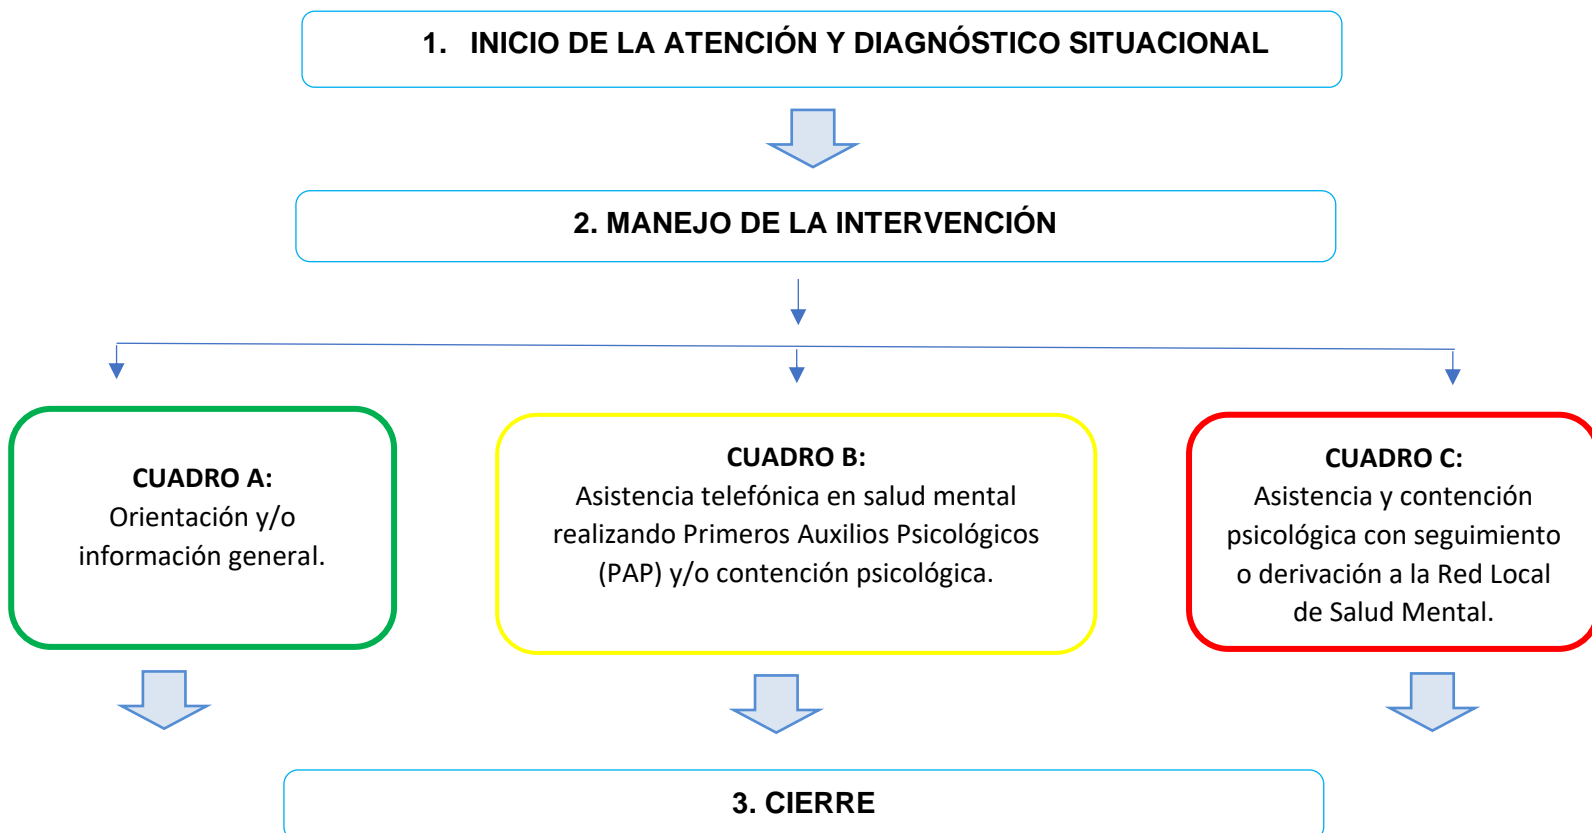 1. INICIO DE LA ATENCIÓN Y DIAGNÓSTICO SITUACIONAL
2. MANEJO DE LA INTERVENCIÓN
CUADRO A:
Orientación y/o
información general.
CUADRO B:
Asistencia telefónica en salud mental
realizando Primeros Auxilios Psicológicos
(PAP) y/o contención psicológica.
CUADRO C:
Asistencia y contención
psicológica con seguimiento
o derivación a la Red Local
de Salud Mental.
3. CIERRE